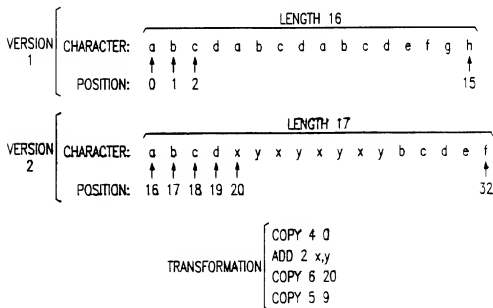 LENGTH 16
VERSION 1
CHARACTER: a b c d a b c d a b c d e f g h
POSITION: 0 1 2 15
LENGTH 17
VERSION 2
CHARACTER: a b c d x y x y x y x y b c d e f
POSITION: 16 17 18 19 20 32
TRANSFORMATION
COPY 4 0
ADD 2 x,y
COPY 6 20
COPY 5 9